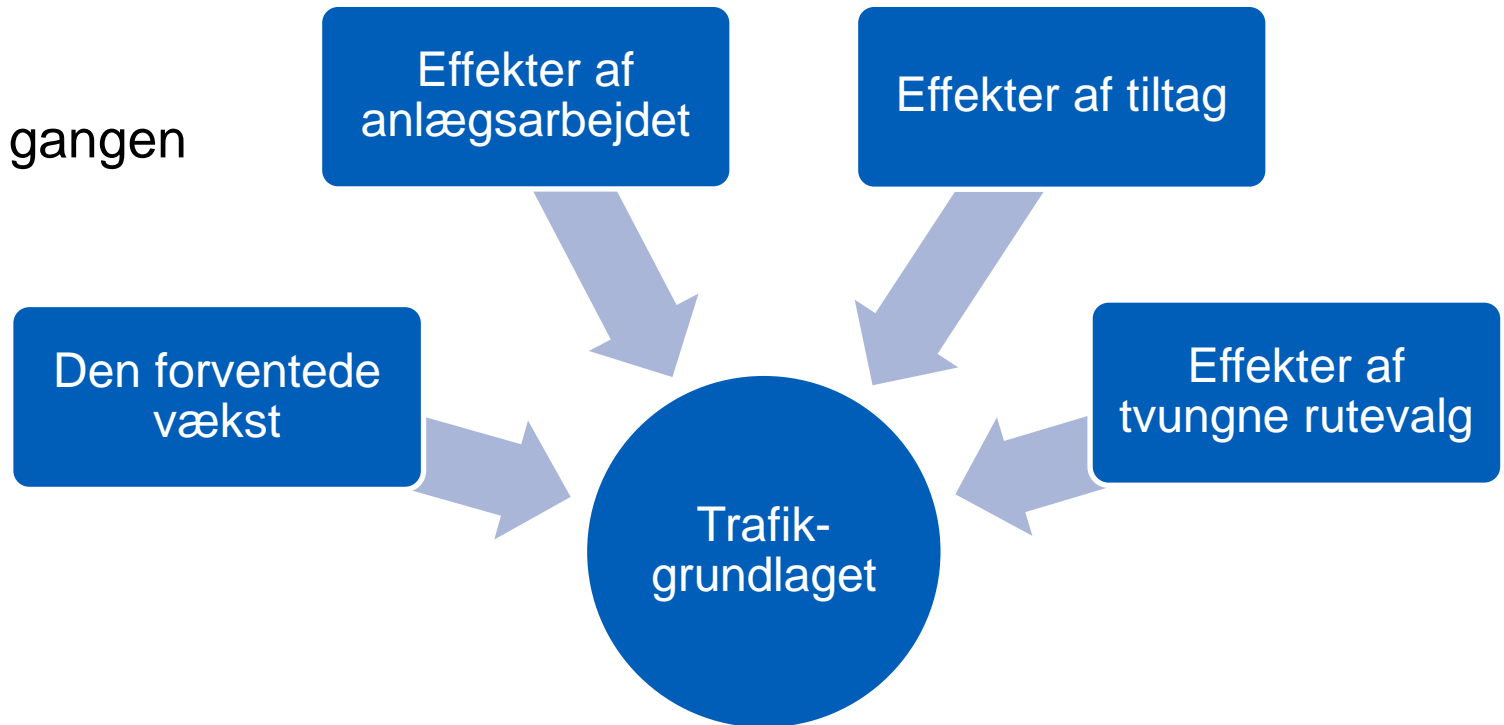 gangen
Effekter af
anlægsarbejdet
Effekter af tiltag
Den forventede
vækst
Effekter af
tvungne rutevalg
Trafik-
grundlaget